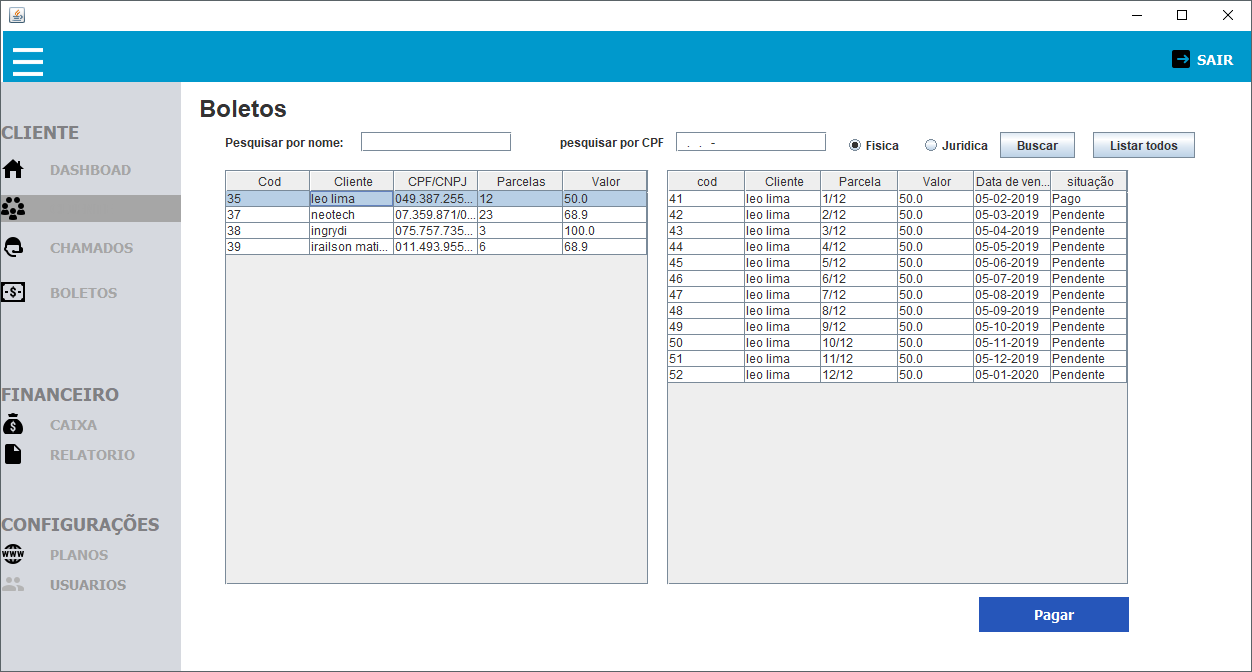 SAIR
Boletos
CLIENTE
Pesquisar por nome: pesquisar por CPF . . - Fisica Juridica Buscar Listar todos
DASHBOAD
CHAMADOS
BOLETOS
FINANCEIRO
CAIXA
RELATORIO
CONFIGURAÇÕES
WWW PLANOS
USUARIOS
Cod Cliente CPF/CNPJ Parcelas Valor
35 leo lima 049.387.255... 12 50.0
37 neotech 07.359.871/0... 23 68.9
38 ingrydi 075.757.735... 3 100.0
39 irailson mati... 011.493.955... 6 68.9
cod Cliente Parcela Valor Data de ven... situação
41 leo lima 1/12 50.0 05-02-2019 Pago
42 leo lima 2/12 50.0 05-03-2019 Pendente
43 leo lima 3/12 50.0 05-04-2019 Pendente
44 leo lima 4/12 50.0 05-05-2019 Pendente
45 leo lima 5/12 50.0 05-06-2019 Pendente
46 leo lima 6/12 50.0 05-07-2019 Pendente
47 leo lima 7/12 50.0 05-08-2019 Pendente
48 leo lima 8/12 50.0 05-09-2019 Pendente
49 leo lima 9/12 50.0 05-10-2019 Pendente
50 leo lima 10/12 50.0 05-11-2019 Pendente
51 leo lima 11/12 50.0 05-12-2019 Pendente
52 leo lima 12/12 50.0 05-01-2020 Pendente
Pagar